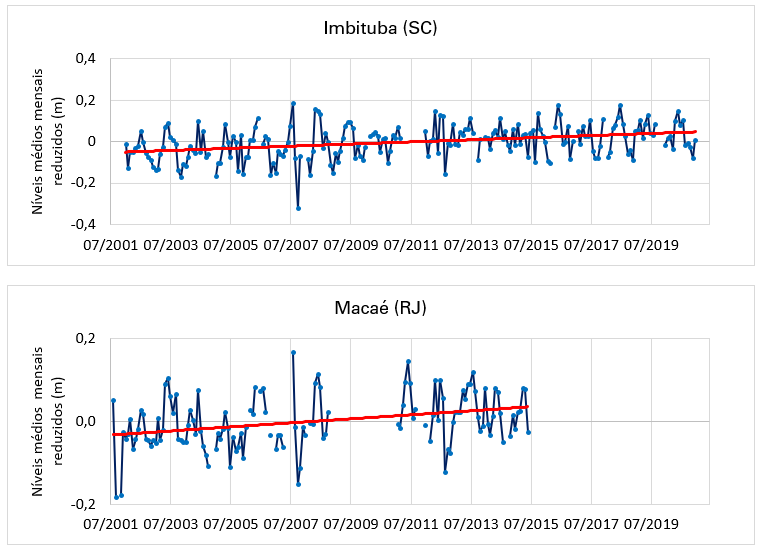 Imbituba (SC)
Níveis médios mensais
reduzidos (m)
0,4
0,2
0
-0,2
-0,4
07/2001 07/2003 07/2005 07/2007 07/2009 07/2011 07/2013 07/2015 07/2017 07/2019
Macaé (RJ)
Níveis médios mensais
reduzidos (m)
0,2
0,0
-0,2
07/2001 07/2003 07/2005 07/2007 07/2009 07/2011 07/2013 07/2015 07/2017 07/2019